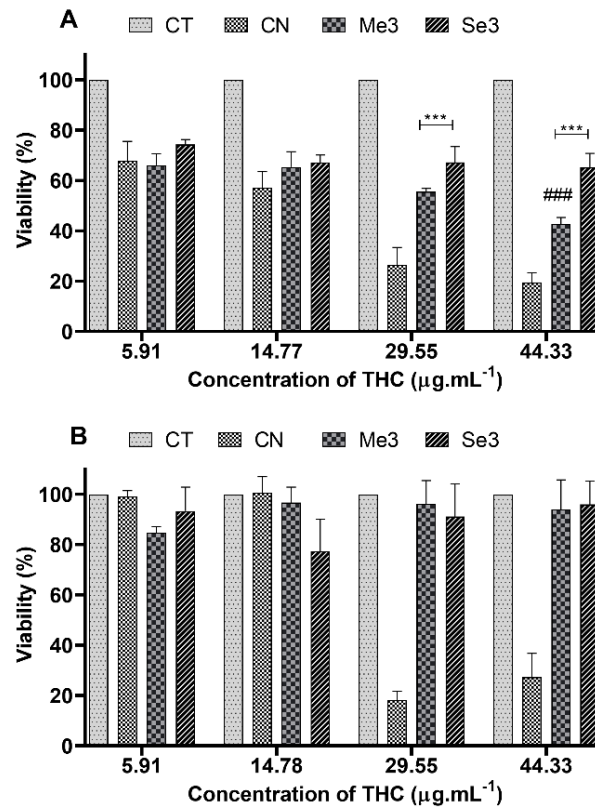 A
CT CN Me3 Se3
100
80
60
40
20
0
Viability (%)
***
***
###
5.91 14.77 29.55 44.33
Concentration of THC (μg.mL⁻¹)
B
CT CN Me3 Se3
100
80
60
40
20
0
Viability (%)
5.91 14.78 29.55 44.33
Concentration of THC (μg.mL⁻¹)